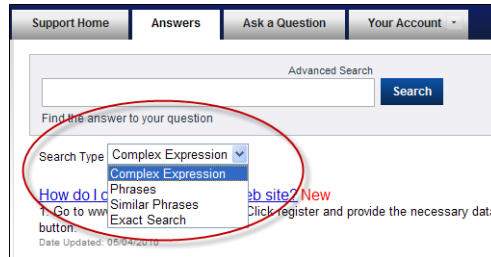 Support Home Answers Ask a Question Your Account
Advanced Search
Search
Find the answer to your question
Search Type Complex Expression
Complex Expression
Phrases
Similar Phrases
Exact Search
How do I eb site? New
1. Go to www Click register and provide the necessary data
button.
Date Updated: 05/04/2010